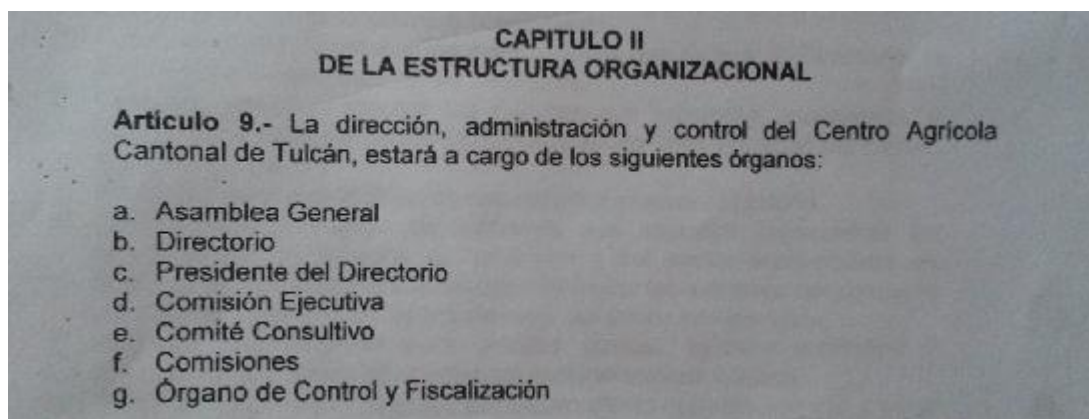 CAPITULO II
DE LA ESTRUCTURA ORGANIZACIONAL
Artículo 9.- La dirección, administración y control del Centro Agrícola
Cantonal de Tulcán, estará a cargo de los siguientes órganos:
a. Asamblea General
b. Directorio
c. Presidente del Directorio
d. Comisión Ejecutiva
e. Comité Consultivo
f. Comisiones
g. Órgano de Control y Fiscalización